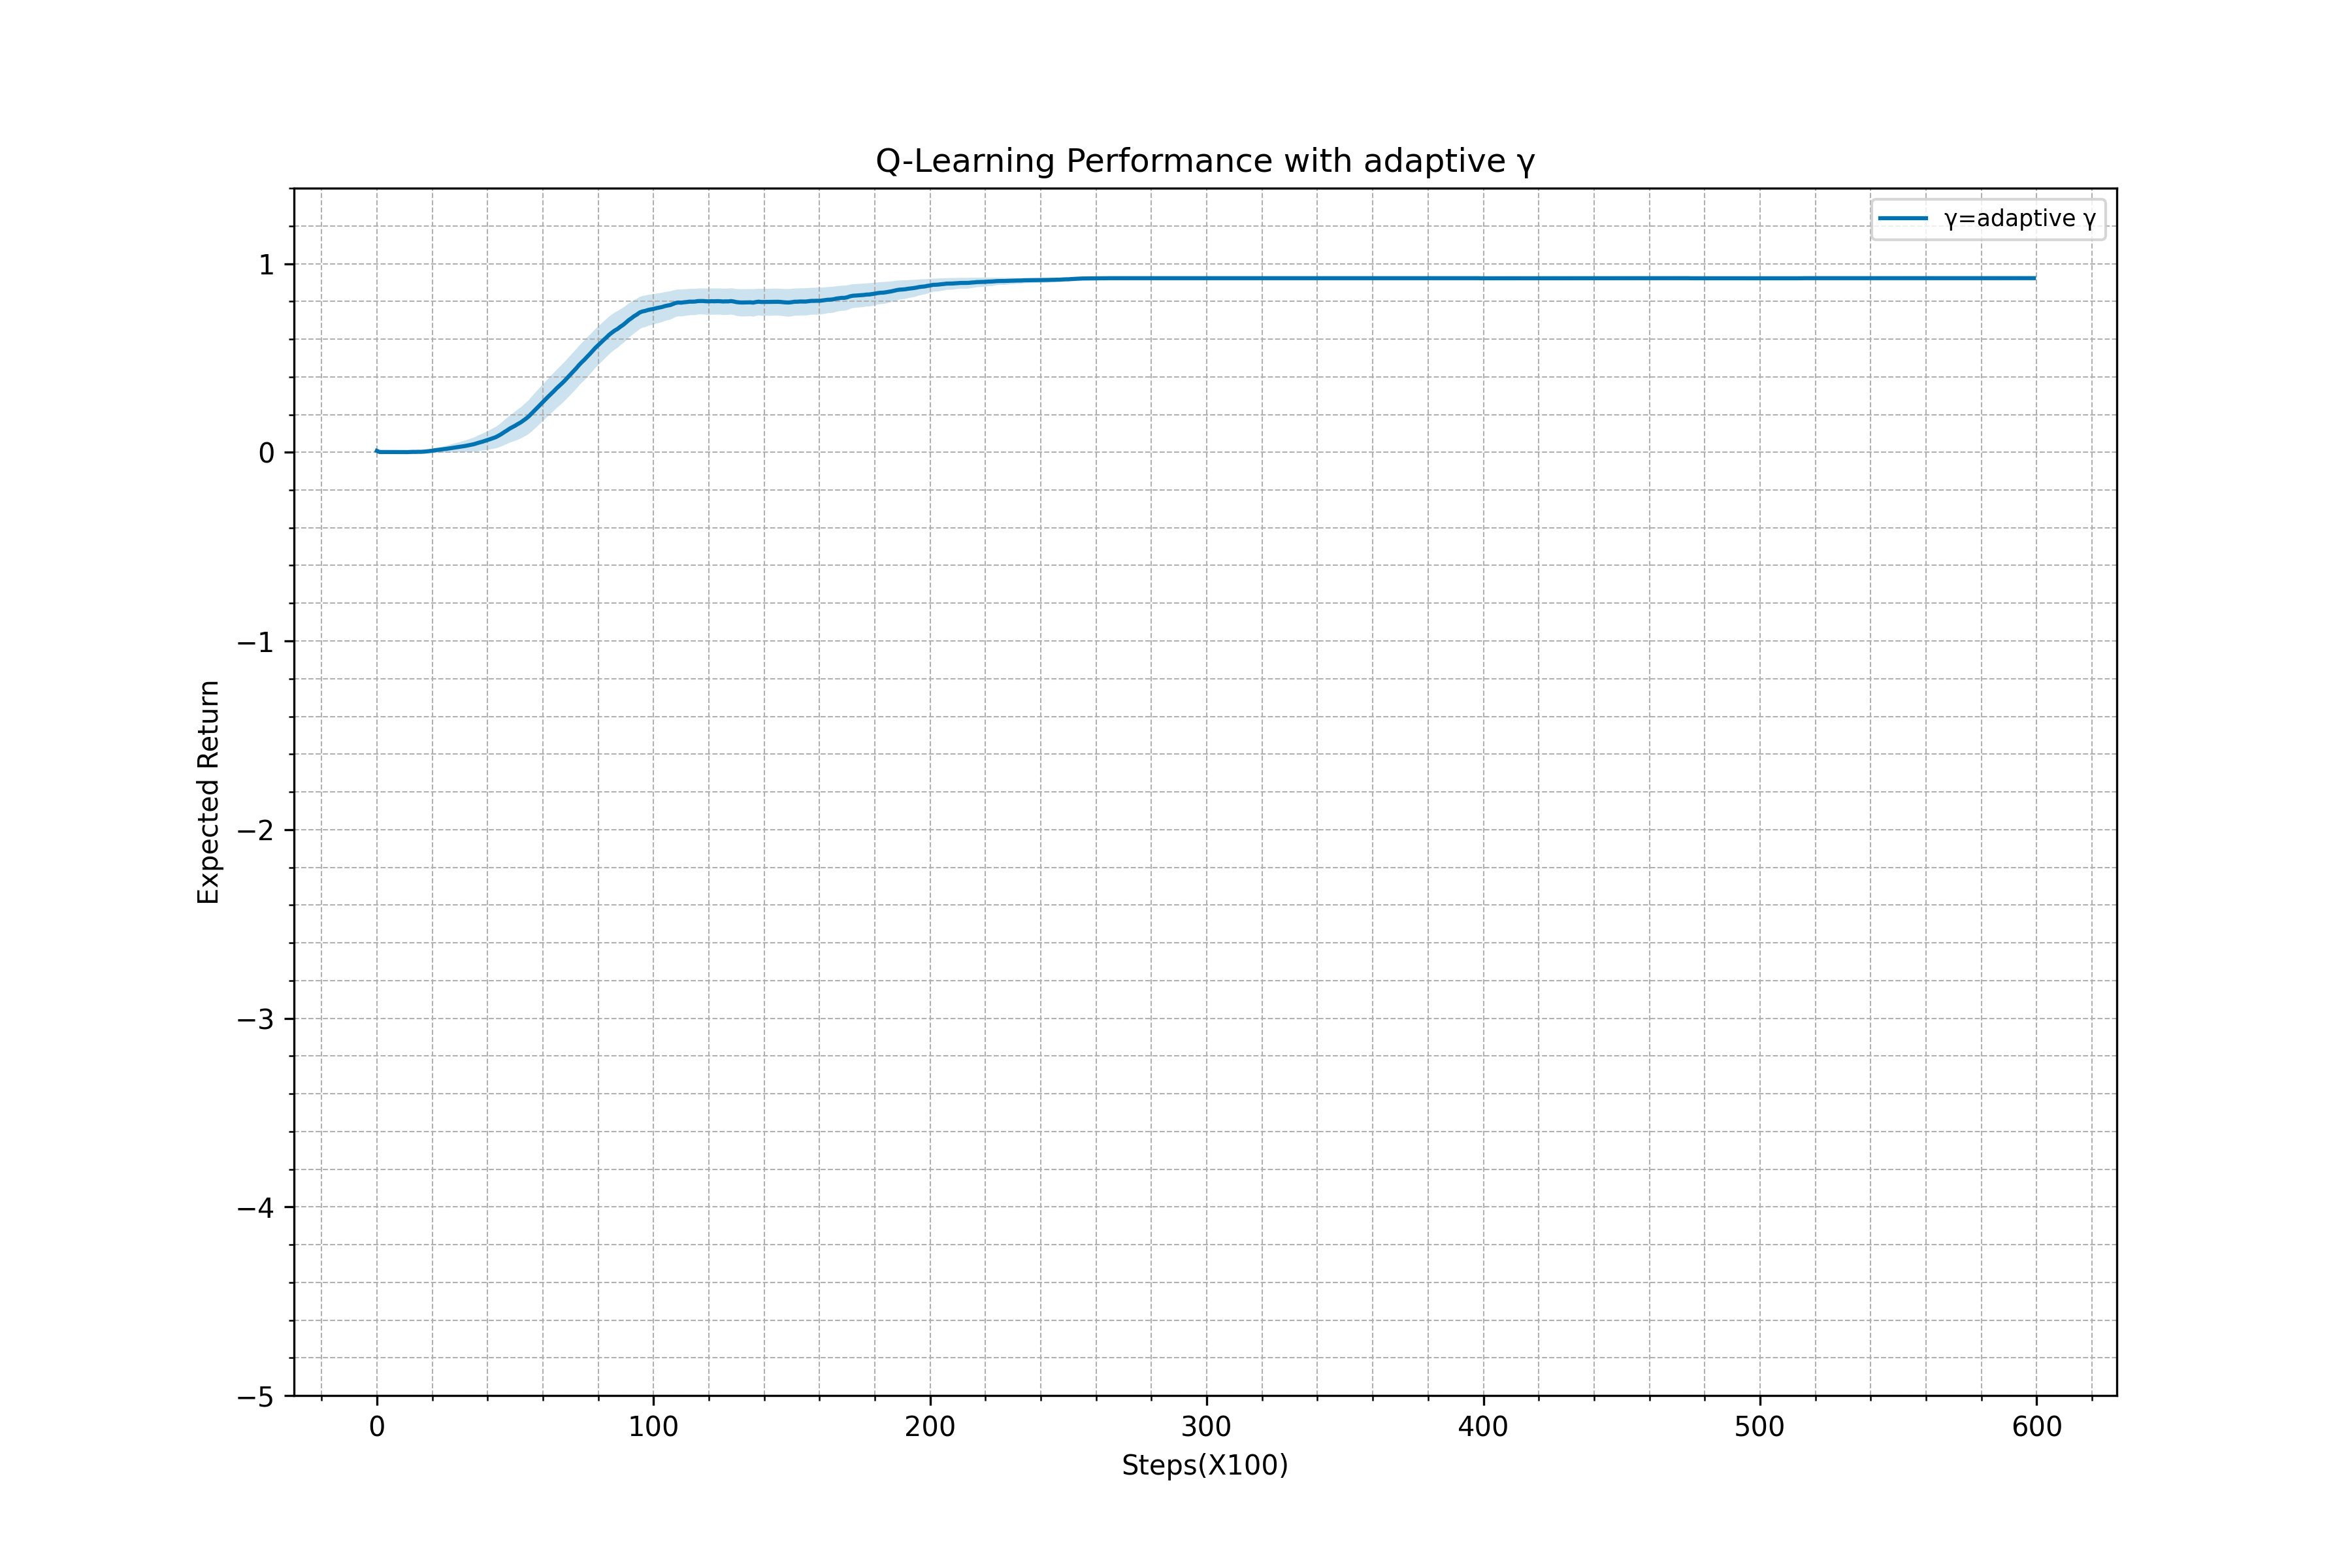 Q-Learning Performance with adaptive γ
γ=adaptive γ
1
0
−1
−2
−3
−4
−5
Expected Return
0 100 200 300 400 500 600
Steps(X100)